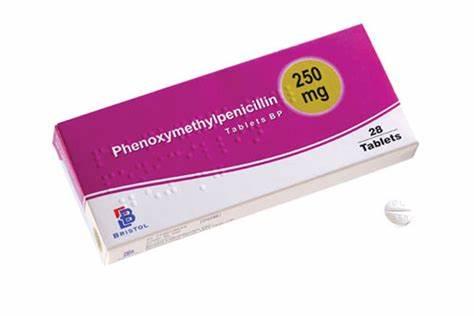 Phenoxymethylpenicillin
Tablets BP
250
mg
28
Tablets
BRISTOL